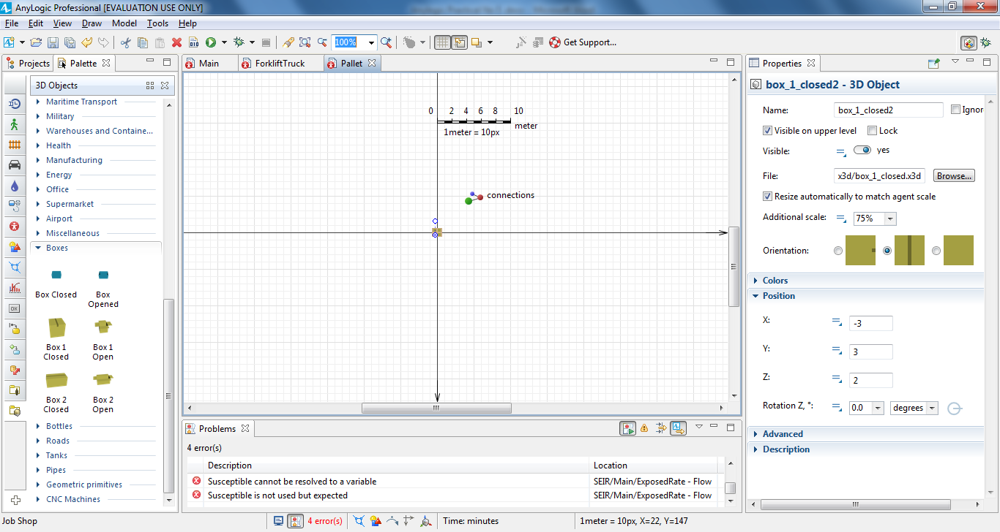 AnyLogic Professional [EVALUATION USE ONLY]
File Edit View Draw Model Tools Help
100% Get Support...
Projects Palette
3D Objects
Maritime Transport
Military
Warehouses and Containe...
Health
Manufacturing
Energy
Office
Supermarket
Airport
Miscellaneous
Boxes
Box Closed Box Opened
Box 1 Closed Box 1 Open
Box 2 Closed Box 2 Open
Bottles
Roads
Tanks
Pipes
Geometric primitives
CNC Machines
OK
Main ForkliftTruck Pallet
0 2 4 6 8 10
meter
1meter = 10px
connections
Problems
4 error(s)
Description Location
Susceptible cannot be resolved to a variable SEIR/Main/ExposedRate - Flow
Susceptible is not used but expected SEIR/Main/ExposedRate - Flow
Properties
box_1_closed2 - 3D Object
Name: box_1_closed2 Ignor
Visible on upper level Lock
Visible: yes
File: x3d/box_1_closed.x3d Browse...
Resize automatically to match agent scale
Additional scale: 75%
Orientation:
Colors
Position
X: -3
Y: 3
Z: 2
Rotation Z, °: 0.0 degrees
Advanced
Description
Job Shop 4 error(s) Time: minutes 1meter = 10px, X=22, Y=147